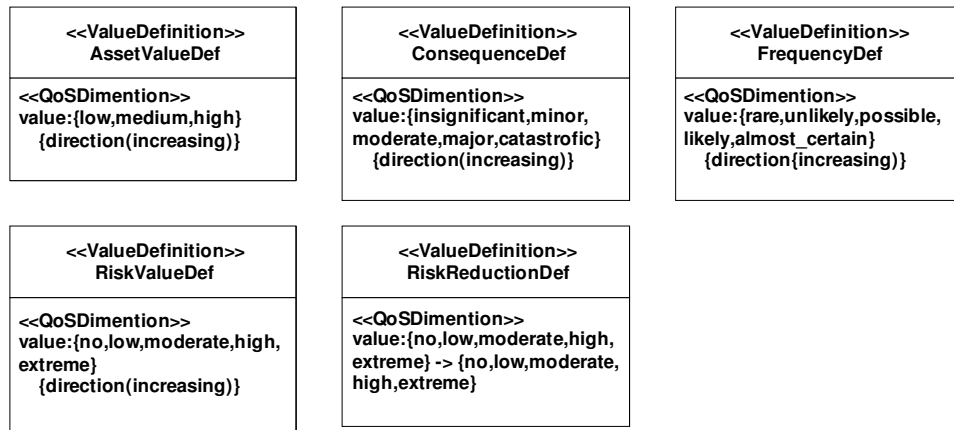 <<ValueDefinition>>
AssetValueDef
<<QoSDimention>>
value:{low,medium,high}
{direction(increasing)}
<<ValueDefinition>>
ConsequenceDef
<<QoSDimention>>
value:{insignificant,minor,
moderate,major,catastrofic}
{direction(increasing)}
<<ValueDefinition>>
FrequencyDef
<<QoSDimention>>
value:{rare,unlikely,possible,
likely,almost_certain}
{direction{increasing)}
<<ValueDefinition>>
RiskValueDef
<<QoSDimention>>
value:{no,low,moderate,high,
extreme}
{direction(increasing)}
<<ValueDefinition>>
RiskReductionDef
<<QoSDimention>>
value:{no,low,moderate,high,
extreme} -> {no,low,moderate,
high,extreme}